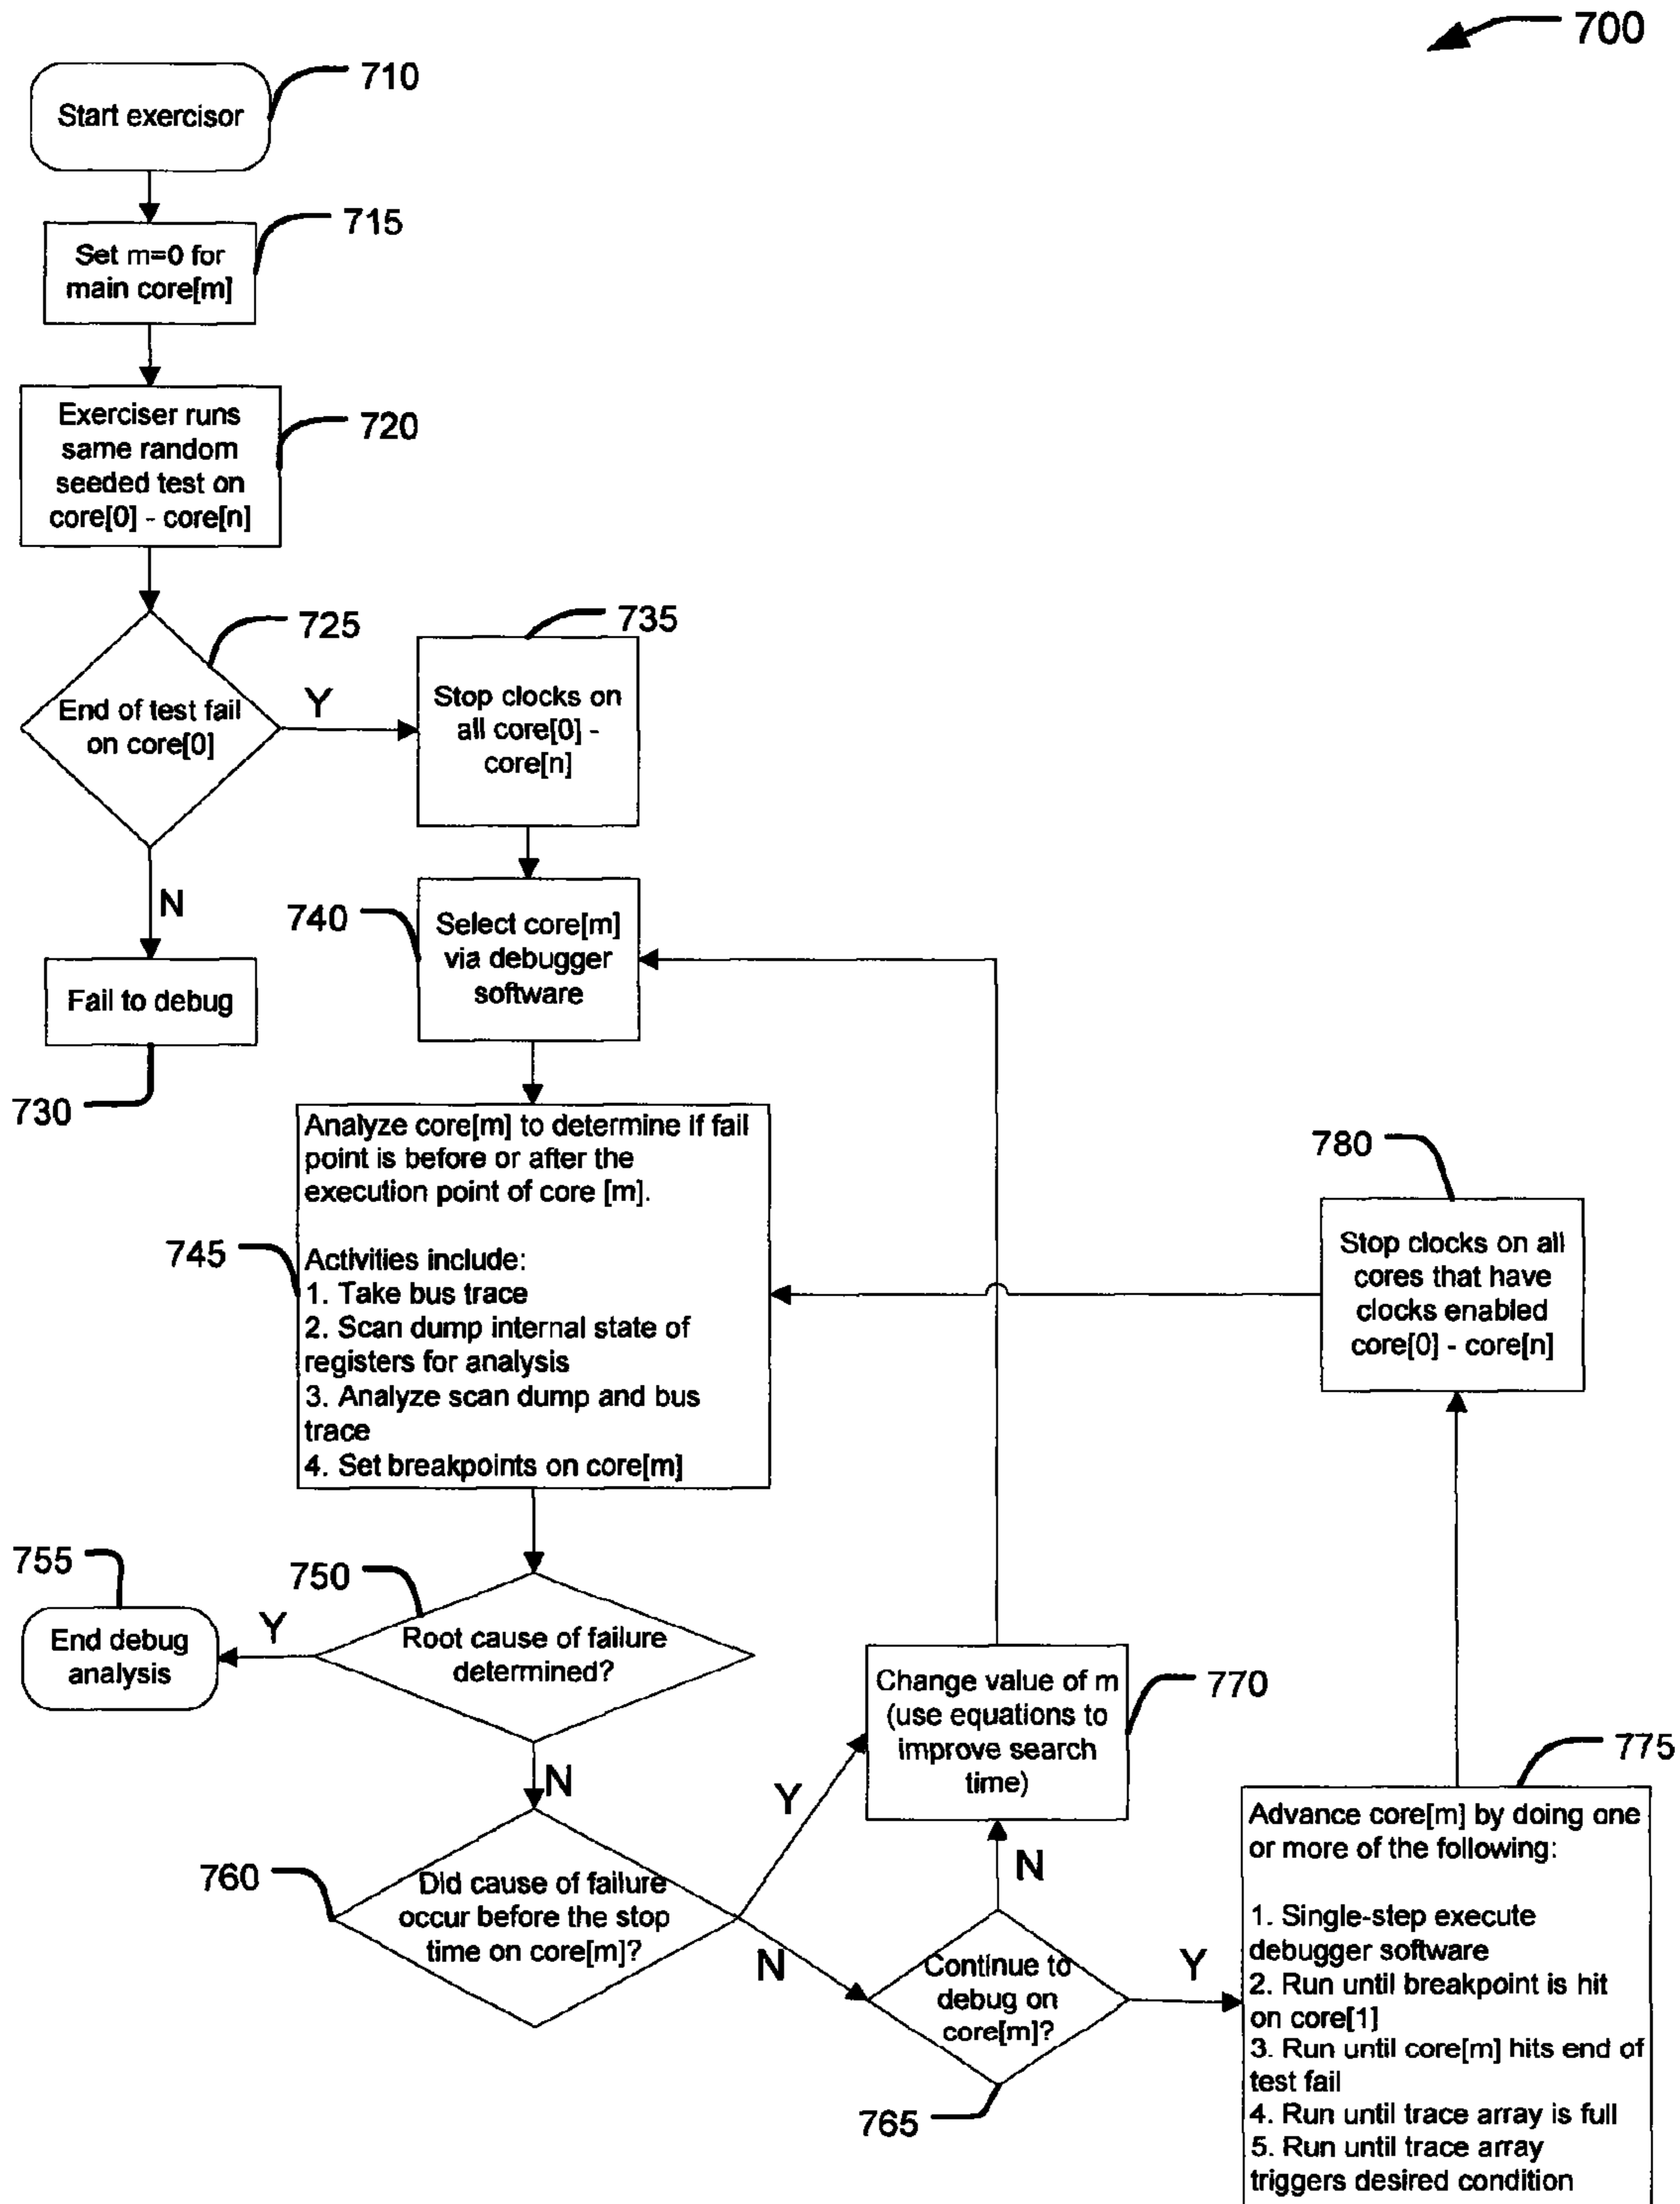 700
710
Start exercisor
715
Set m=0 for
main core[m]
720
Exerciser runs
same random
seeded test on
core[0] - core[n]
725
End of test fail
on core[0]
Y
N
735
Stop clocks on
all core[0] -
core[n]
Fail to debug
730
740
Select core[m]
via debugger
software
745
Analyze core[m] to determine if fail
point is before or after the
execution point of core [m].
Activities include:
1. Take bus trace
2. Scan dump internal state of
registers for analysis
3. Analyze scan dump and bus
trace
4. Set breakpoints on core[m]
780
Stop clocks on all
cores that have
clocks enabled
core[0] - core[n]
755
End debug
analysis
Y
750
Root cause of failure
determined?
N
770
Change value of m
(use equations to
improve search
time)
760
Did cause of failure
occur before the stop
time on core[m]?
Y
N
N
765
Continue to
debug on
core[m]?
Y
775
Advance core[m] by doing one
or more of the following:
1. Single-step execute
debugger software
2. Run until breakpoint is hit
on core[1]
3. Run until core[m] hits end of
test fail
4. Run until trace array is full
5. Run until trace array
triggers desired condition